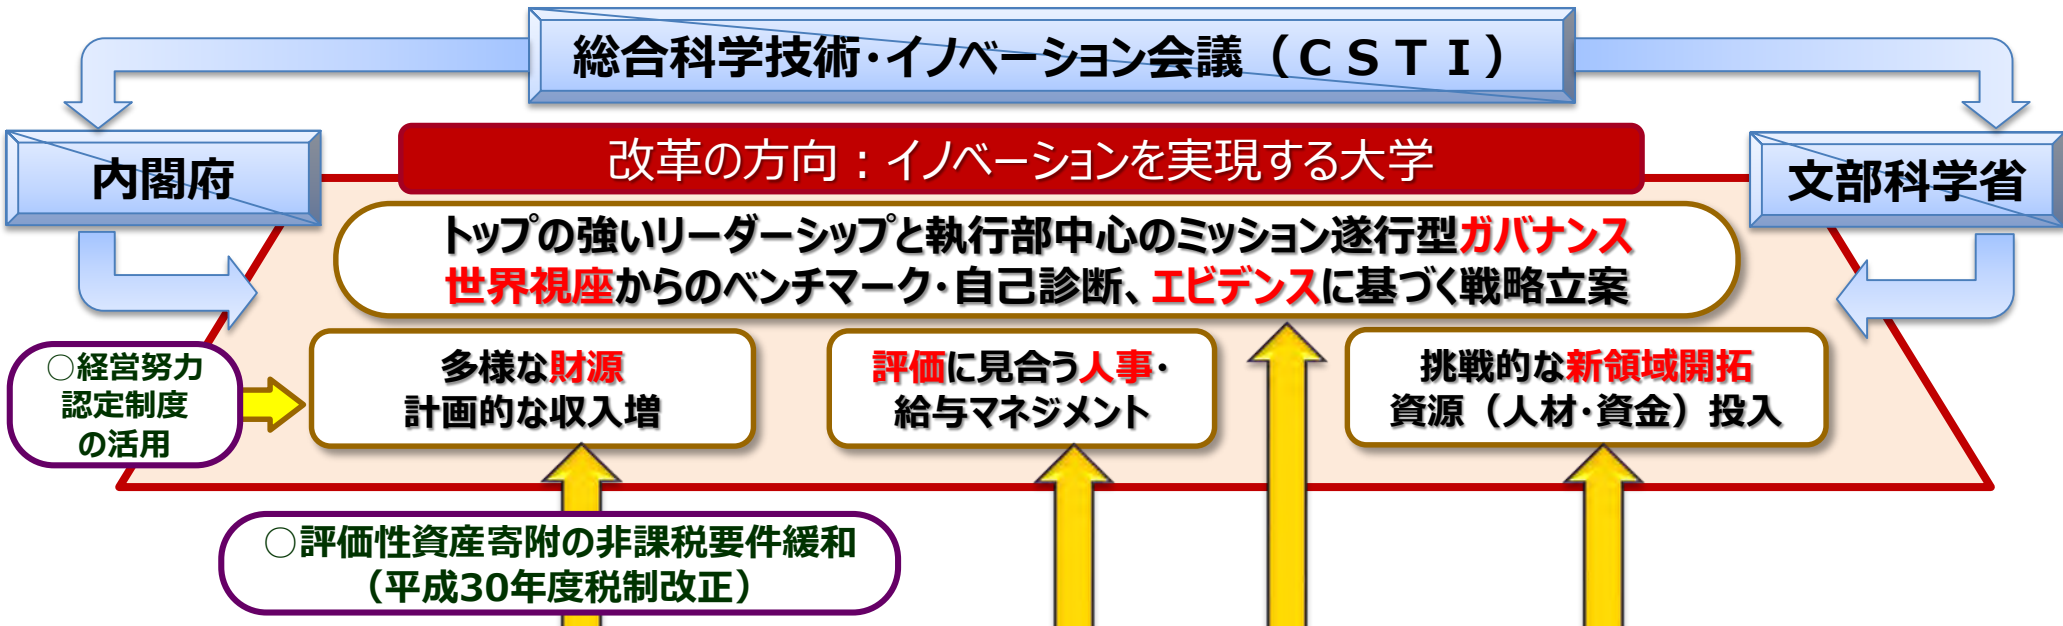 総合科学技術・イノベーション会議（ＣＳＴＩ）
内閣府
改革の方向：イノベーションを実現する大学
文部科学省
トップの強いリーダーシップと執行部中心のミッション遂行型ガバナンス
世界視座からのベンチマーク・自己診断、エビデンスに基づく戦略立案
○経営努力
認定制度
の活用
多様な財源
計画的な収入増
評価に見合う人事・
給与マネジメント
挑戦的な新領域開拓
資源（人材・資金）投入
○評価性資産寄附の非課税要件緩和
（平成30年度税制改正）